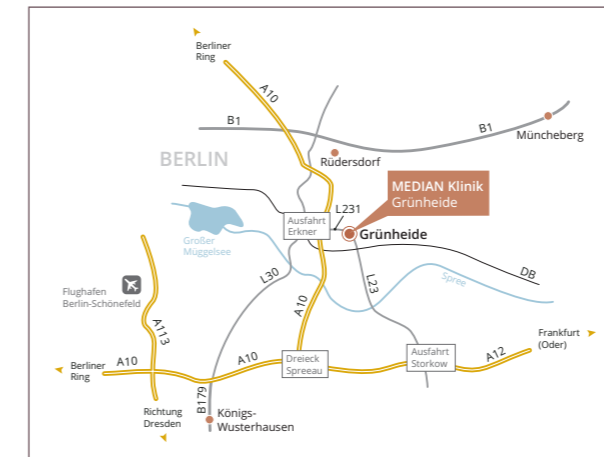 Berliner
Ring
A10
B1
B1
Müncheberg
BERLIN
Rüdersdorf
MEDIAN Klinik
Grünheide
L231
Ausfahrt
Erkner
Grünheide
Großer
Müggelsee
DB
Spree
Flughafen
Berlin-Schönefeld
L30
L23
A10
A113
Frankfurt
(Oder)
Berliner
Ring
A10
A10
Dreieck
Spreeau
Ausfahrt
Storkow
A12
Richtung
Dresden
B179
Königs-
Wusterhausen